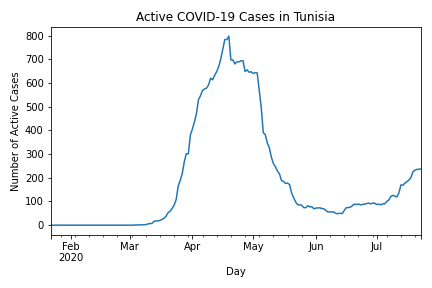 Active COVID-19 Cases in Tunisia
Number of Active Cases
800
700
600
500
400
300
200
100
0
Feb Mar Apr May Jun Jul
2020
Day